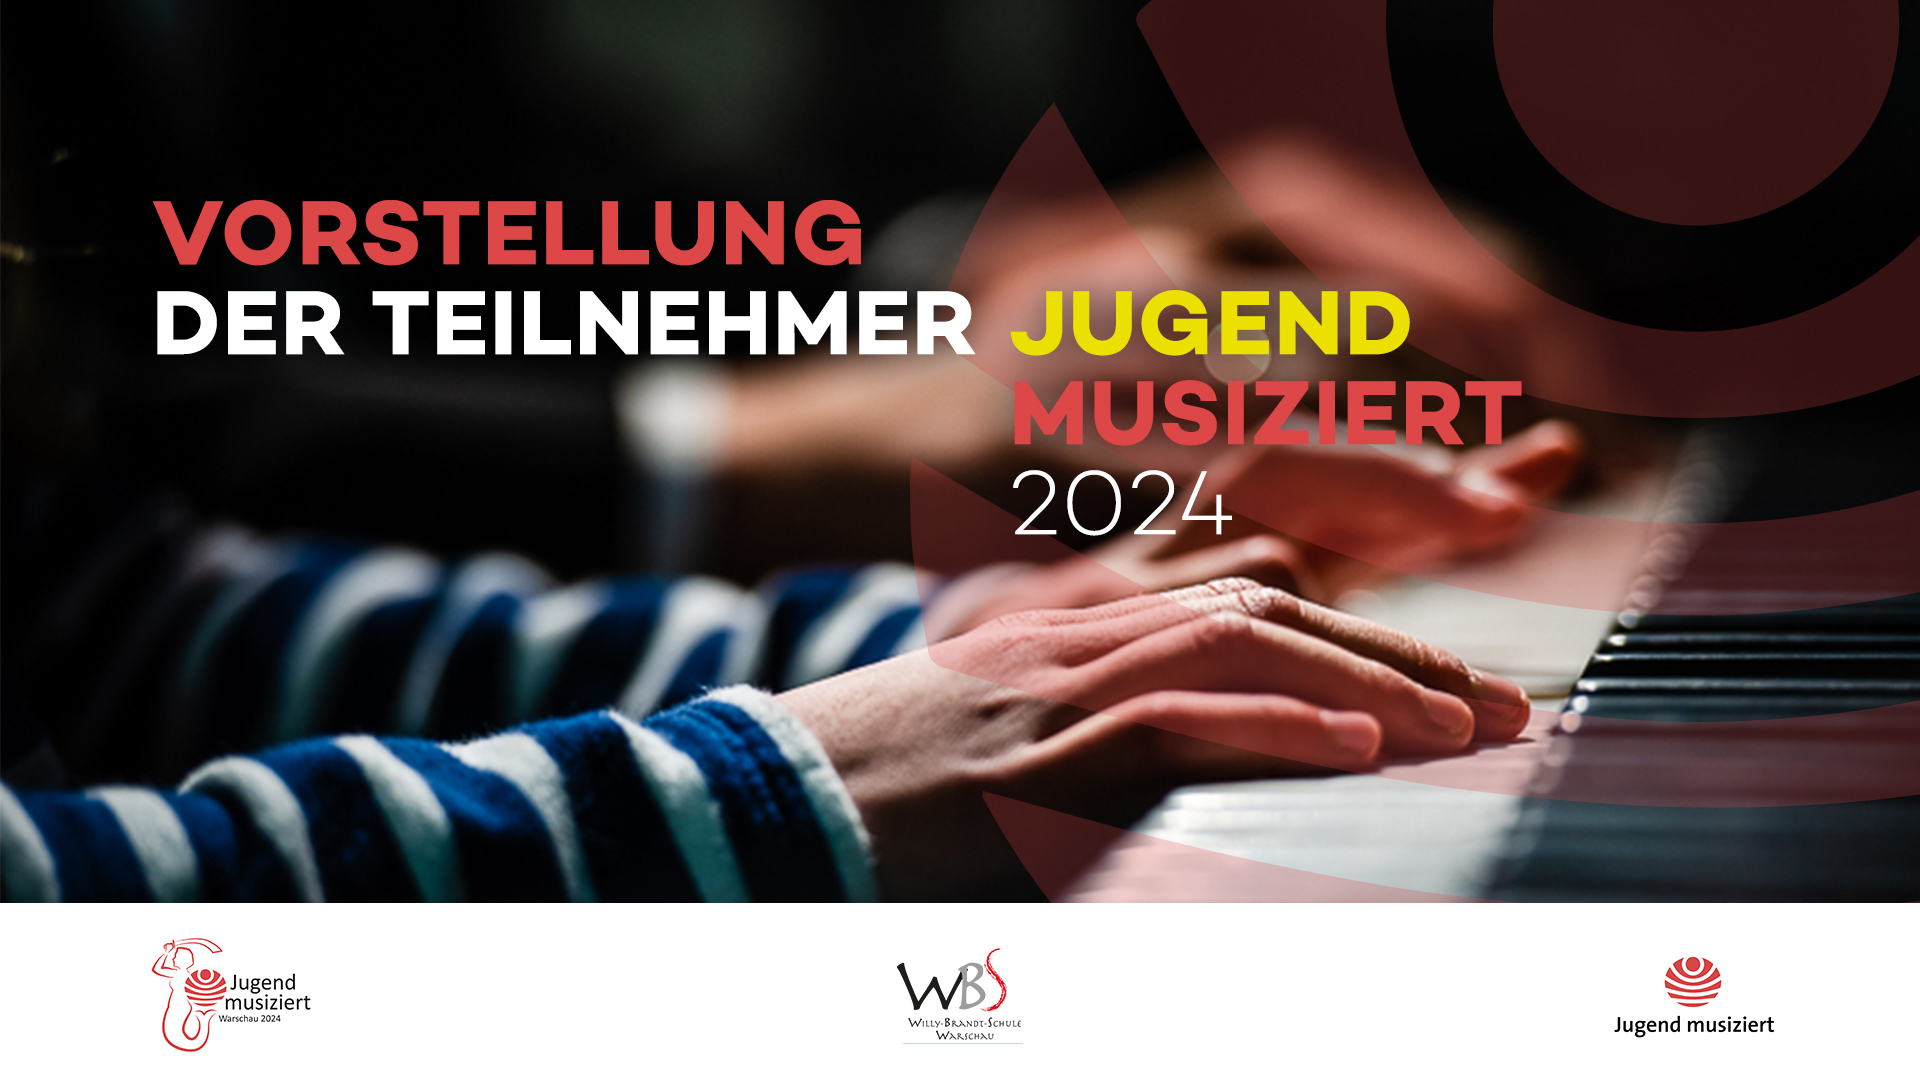 VORSTELLUNG
DER TEILNEHMER JUGEND
MUSIZIERT
2024
Jugend
musiziert
Warschau 2024
WBS
WILLY-BRANDT-SCHULE
WARSCHAU
Jugend musiziert